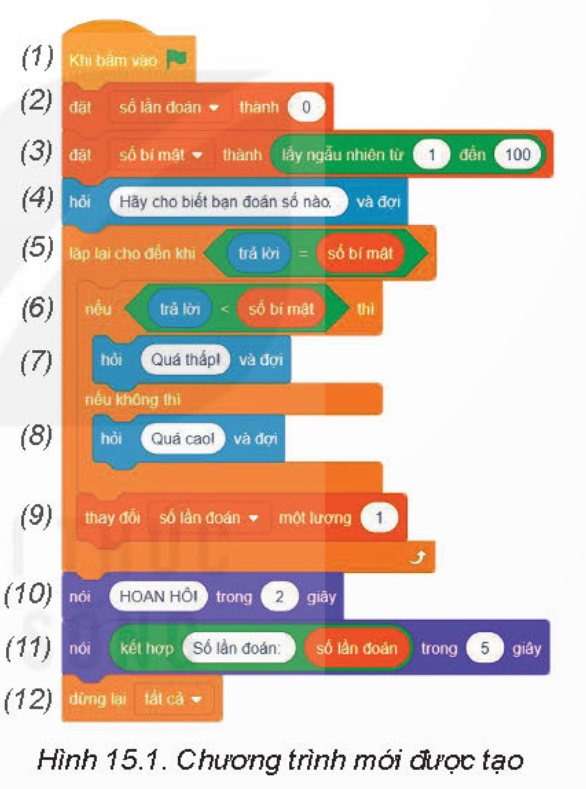 (1) Khi bấm vào
(2) đặt số lần đoán thành 0
(3) đặt số bí mật thành lấy ngẫu nhiên từ 1 đến 100
(4) hỏi Hãy cho biết bạn đoán số nào. và đợi
(5) lặp lại cho đến khi trả lời = số bí mật
(6) nếu trả lời < số bí mật thì
(7) hỏi Quá thấp! và đợi
nếu không thì
(8) hỏi Quá cao! và đợi
(9) thay đổi số lần đoán một lượng 1
(10) nói HOAN HÔ! trong 2 giây
(11) nói kết hợp Số lần đoán: số lần đoán trong 5 giây
(12) dừng lại tất cả
Hình 15.1. Chương trình mới được tạo